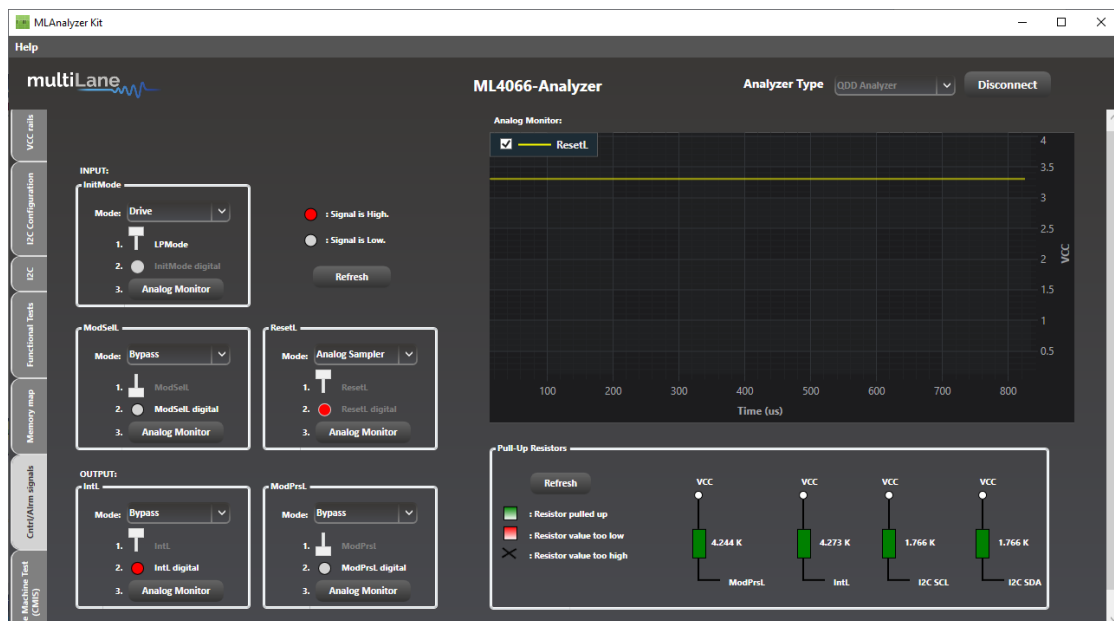 MLAnalyzer Kit
Help
multiLane
ML4066-Analyzer
Analyzer Type
QDD Analyzer
Disconnect
VCC rails
I2C Configuration
I2C
Functional Tests
Memory map
Cntrl/Alrm signals
e Machine Test
(CMIS)
INPUT:
InitMode
Mode: Drive
1. LPMode
2. InitMode digital
3. Analog Monitor
: Signal is High.
: Signal is Low.
Refresh
ModSelL
Mode: Bypass
1. ModSelL
2. ModSelL digital
3. Analog Monitor
ResetL
Mode: Analog Sampler
1. ResetL
2. ResetL digital
3. Analog Monitor
OUTPUT:
IntL
Mode: Bypass
1. IntL
2. IntL digital
3. Analog Monitor
ModPrsL
Mode: Bypass
1. ModPrsl
2. ModPrsL digital
3. Analog Monitor
Analog Monitor:
ResetL
4
3.5
3
2.5
2
1.5
1
0.5
VCC
100 200 300 400 500 600 700 800
Time (us)
Pull-Up Resistors
Refresh
: Resistor pulled up
: Resistor value too low
: Resistor value too high
VCC VCC VCC VCC
4.244 K 4.273 K 1.766 K 1.766 K
ModPrsL IntL I2C SCL I2C SDA